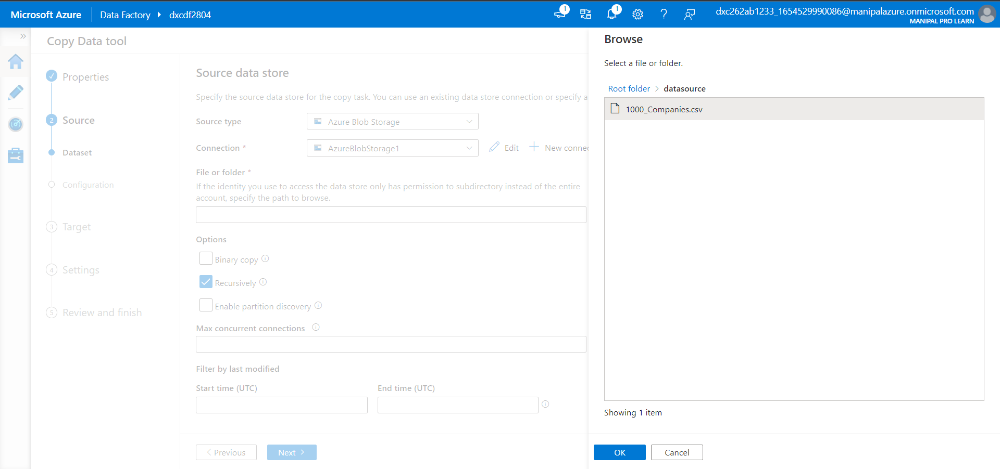 Microsoft Azure
Data Factory
dxcdf2804
1
1
dxc262ab1233_1654529990086@manipalazure.onmicrosoft.com
MANIPAL PRO LEARN
Copy Data tool
Properties
2 Source
Dataset
Configuration
3 Target
4 Settings
5 Review and finish
Source data store
Specify the source data store for the copy task. You can use an existing data store connection or specify a
Source type
Azure Blob Storage
Connection *
AzureBlobStorage1
Edit
New connec
File or folder *
If the identity you use to access the data store only has permission to subdirectory instead of the entire
account, specify the path to browse.
Options
Binary copy
Recursively
Enable partition discovery
Max concurrent connections
Filter by last modified
Start time (UTC)
End time (UTC)
Previous
Next
Browse
Select a file or folder.
Root folder > datasource
1000_Companies.csv
Showing 1 item
OK
Cancel